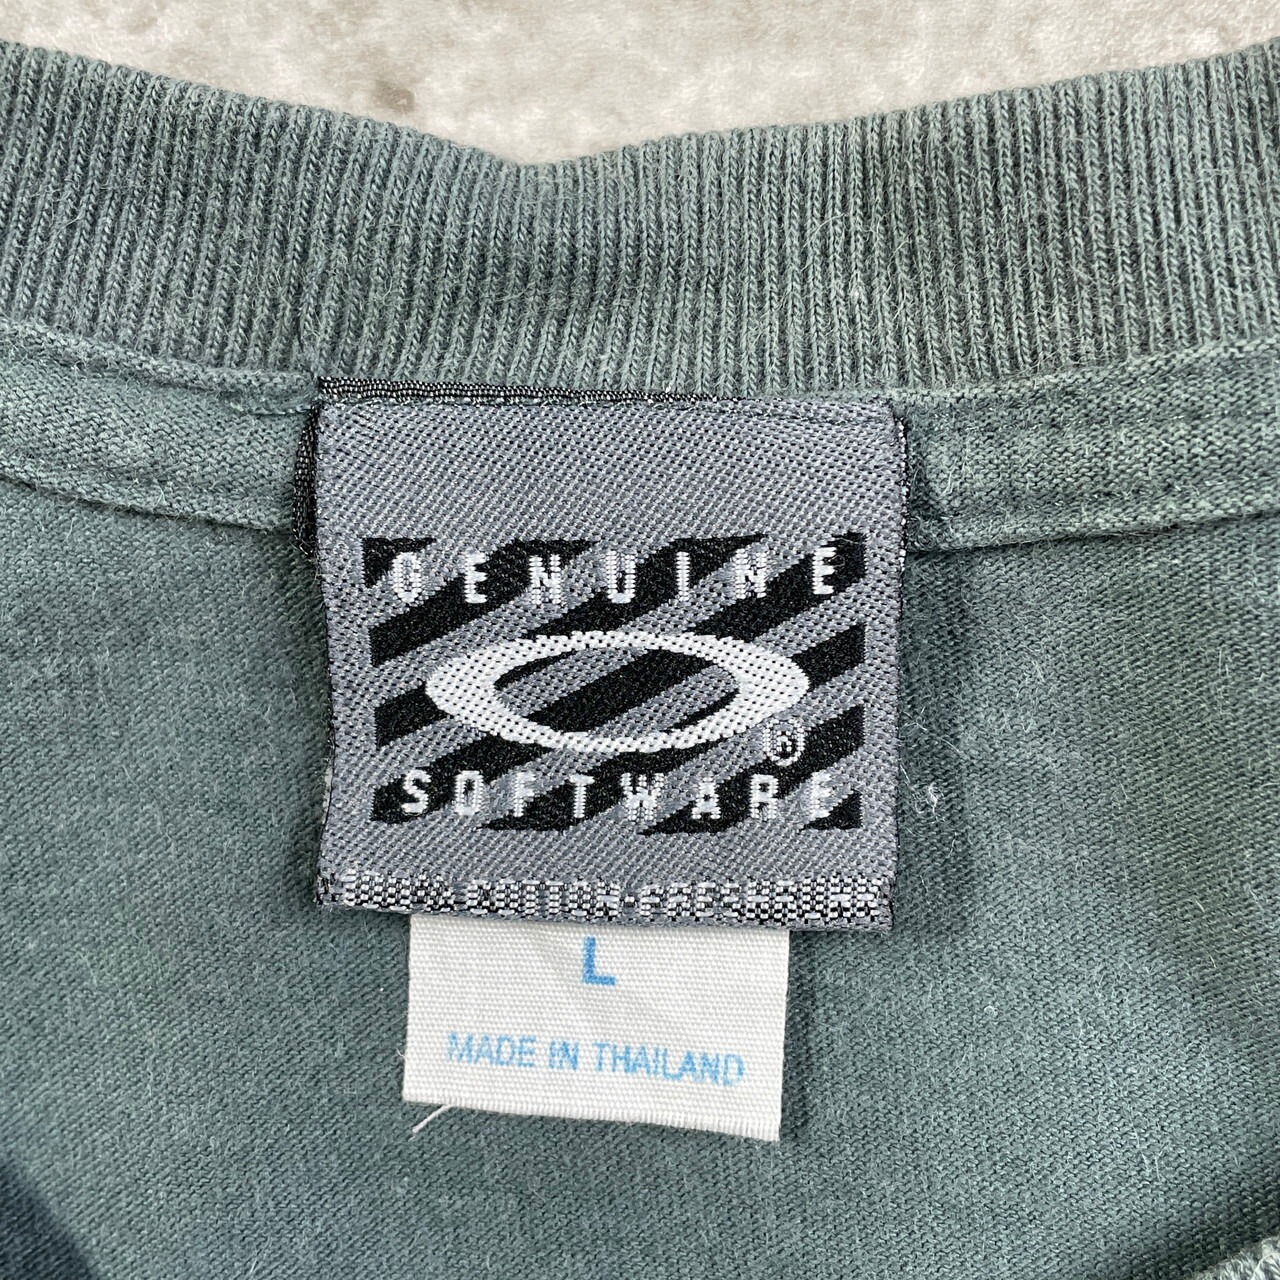 GENUINE
®
SOFTWARE
L
MADE IN THAILAND